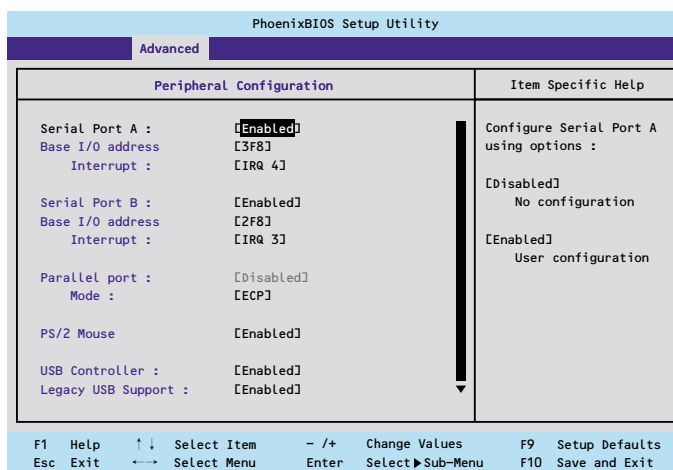 PhoenixBIOS Setup Utility
Advanced
Peripheral Configuration
Serial Port A : [Enabled]
Base I/O address [3F8]
Interrupt : [IRQ 4]
Serial Port B : [Enabled]
Base I/O address [2F8]
Interrupt : [IRQ 3]
Parallel port : [Disabled]
Mode : [ECP]
PS/2 Mouse [Enabled]
USB Controller : [Enabled]
Legacy USB Support : [Enabled]
Item Specific Help
Configure Serial Port A
using options :
[Disabled]
No configuration
[Enabled]
User configuration
F1 Help ↑↓ Select Item – /+ Change Values F9 Setup Defaults
Esc Exit ←→ Select Menu Enter Select▶Sub-Menu F10 Save and Exit